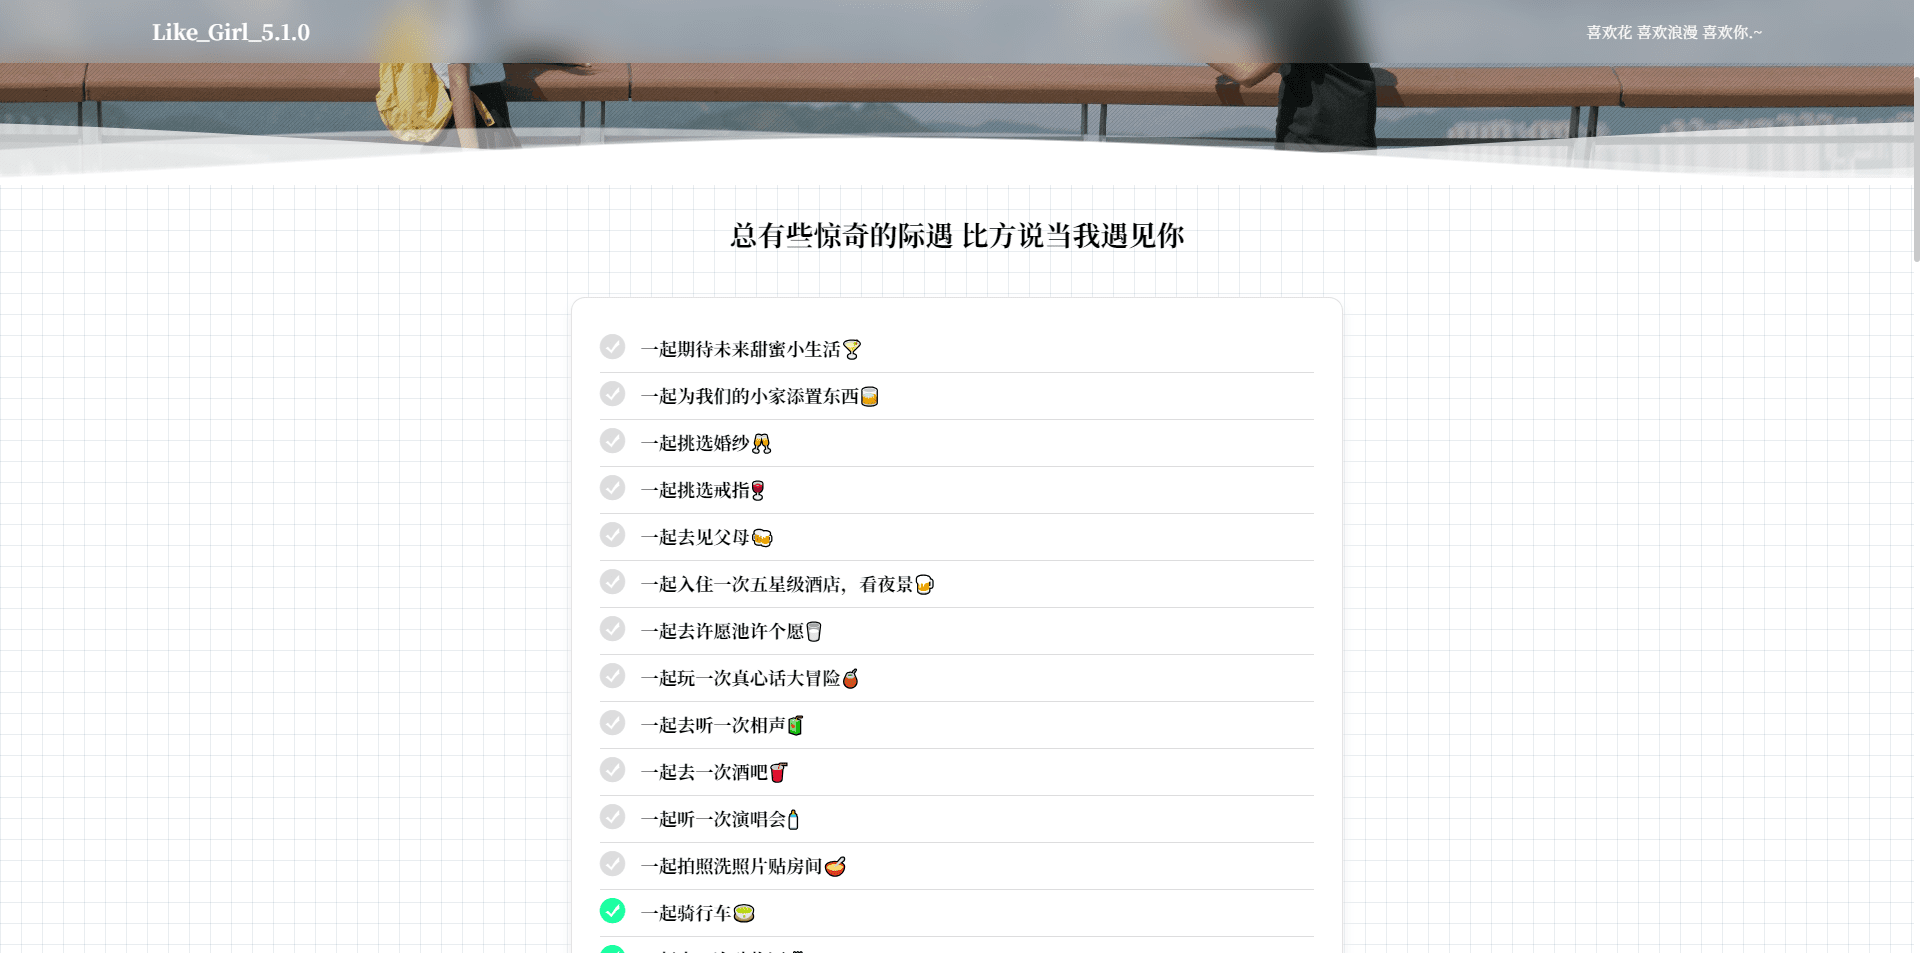 Like_Girl_5.1.0
喜欢花 喜欢浪漫 喜欢你.~
总有些惊奇的际遇 比方说当我遇见你
一起期待未来甜蜜小生活🍸
一起为我们的小家添置东西🥃
一起挑选婚纱🥂
一起挑选戒指🍷
一起去见父母🍻
一起入住一次五星级酒店，看夜景🍺
一起去许愿池许个愿🥛
一起玩一次真心话大冒险🧉
一起去听一次相声🧃
一起去一次酒吧🥤
一起听一次演唱会🍼
一起拍照洗照片贴房间🥣
一起骑行车🍵